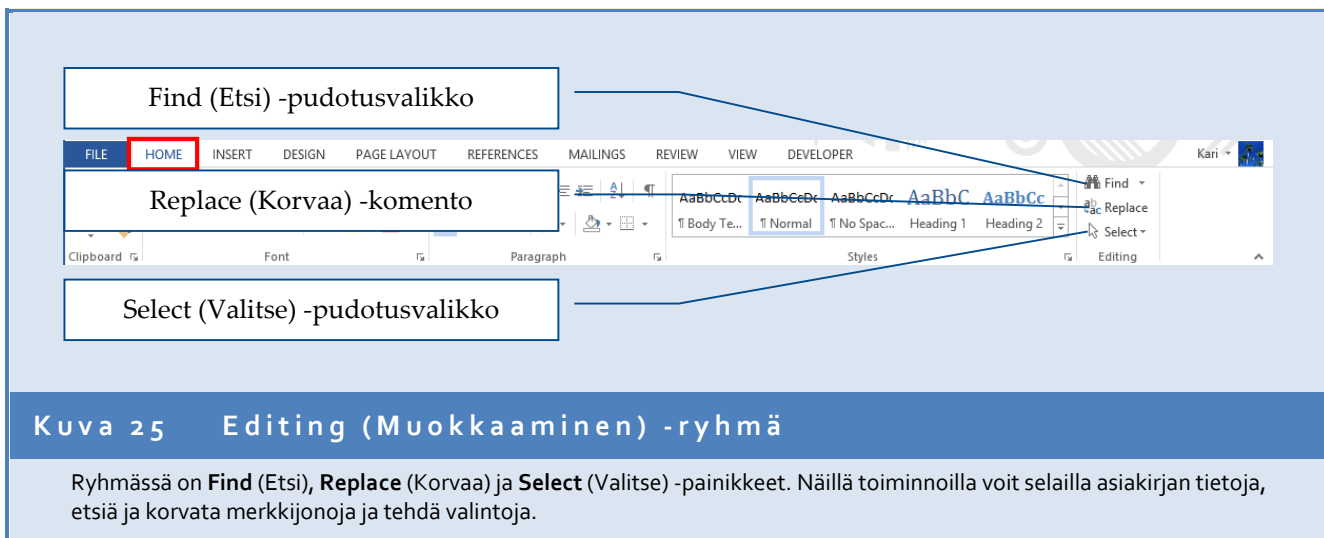 Find (Etsi) -pudotusvalikko
FILE HOME INSERT DESIGN PAGE LAYOUT REFERENCES MAILINGS REVIEW VIEW DEVELOPER Kari
Replace (Korvaa) -komento
AaBbCcDc AaBbCcDc AaBbCcDc AaBbC AaBbCc
¶ Body Te... ¶ Normal ¶ No Spac... Heading 1 Heading 2
Find
Replace
Select
Clipboard Font Paragraph Styles Editing
Select (Valitse) -pudotusvalikko
Kuva 25 Editing (Muokkaaminen) -ryhmä
Ryhmässä on Find (Etsi), Replace (Korvaa) ja Select (Valitse) -painikkeet. Näillä toiminnoilla voit selailla asiakirjan tietoja,
etsiä ja korvata merkkijonoja ja tehdä valintoja.